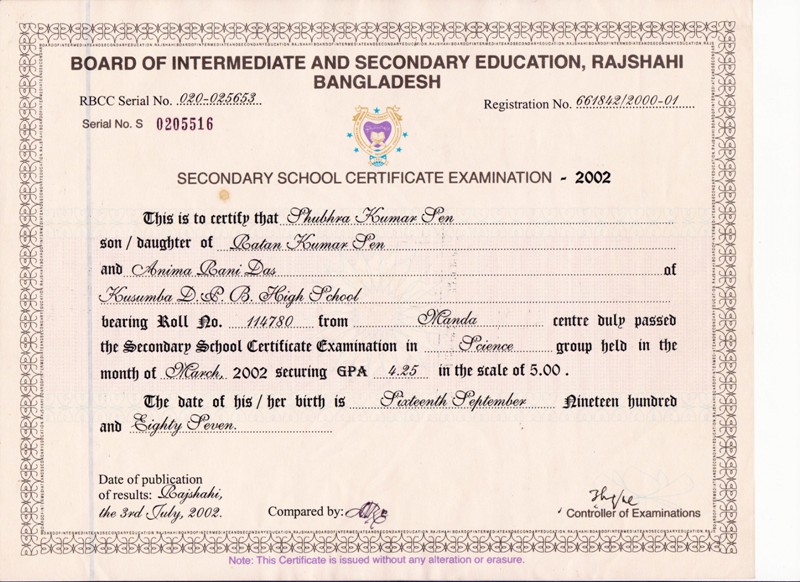 BOARD OF INTERMEDIATE AND SECONDARY EDUCATION, RAJSHAHI
BANGLADESH
RBCC Serial No. 020-025653
Registration No. 661842/2000-01
Serial No. S 0205516
SECONDARY SCHOOL CERTIFICATE EXAMINATION - 2002
This is to certify that Shubhra Kumar Sen
son / daughter of Ratan Kumar Sen
and Anima Rani Das of
Kusumba D. P. B. High School
bearing Roll No. 114780 from Manda centre duly passed
the Secondary School Certificate Examination in Science group held in the
month of March, 2002 securing GPA 4.25 in the scale of 5.00 .
The date of his / her birth is Sixteenth September Nineteen hundred
and Eighty Seven.
Date of publication
of results: Rajshahi,
the 3rd July, 2002.
Compared by:
Controller of Examinations
Note: This Certificate is issued without any alteration or erasure.